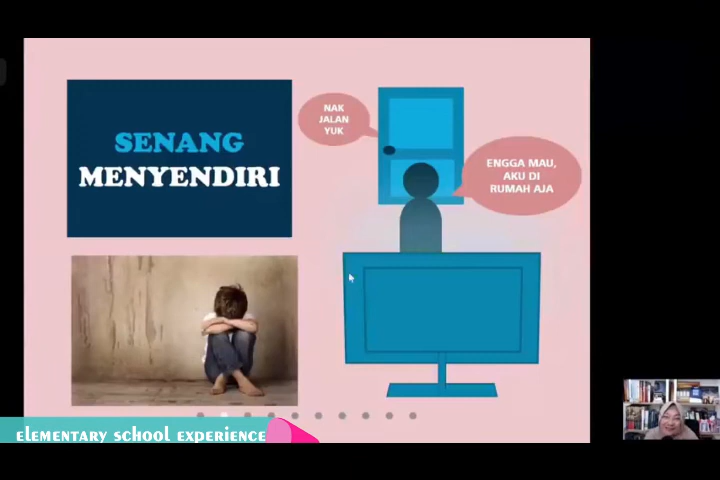 SENANG
MENYENDIRI
NAK
JALAN
YUK
ENGGA MAU,
AKU DI
RUMAH AJA
elementary school experience